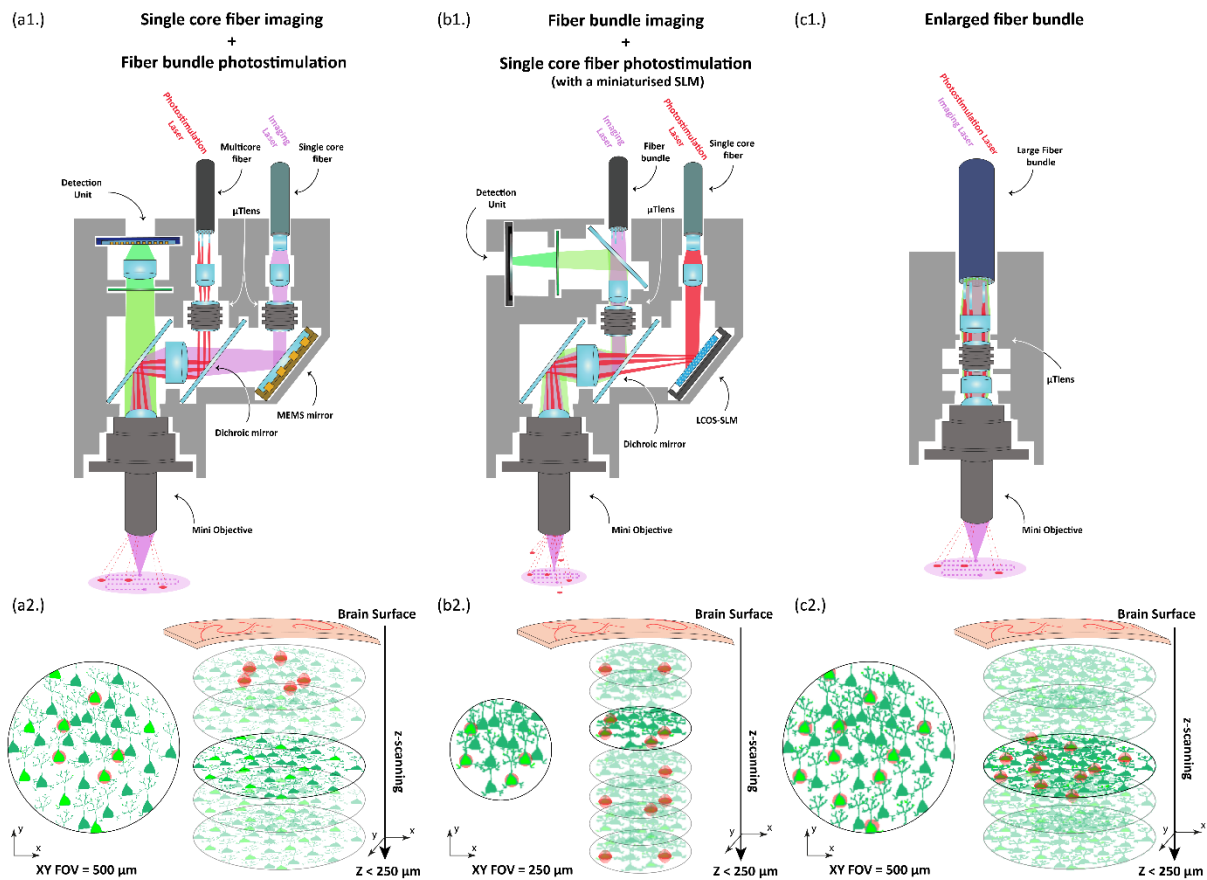 (a1.)
Single core fiber imaging
+
Fiber bundle photostimulation
Photostimulation
Laser
Imaging
Laser
Multicore
fiber
Single core
fiber
Detection
Unit
μTlens
MEMS mirror
Dichroic mirror
Mini Objective
(b1.)
Fiber bundle imaging
+
Single core fiber photostimulation
(with a miniaturised SLM)
Imaging
Laser
Photostimulation
Laser
Fiber
bundle
Single core
fiber
Detection
Unit
μTlens
LCOS-SLM
Dichroic mirror
Mini Objective
(c1.)
Enlarged fiber bundle
Imaging Laser
Photostimulation Laser
Large Fiber
bundle
μTlens
Mini Objective
(a2.)
Brain Surface
z-scanning
y
x
XY FOV = 500 μm
y
x
Z < 250 μm
(b2.)
Brain Surface
z-scanning
y
x
XY FOV = 250 μm
y
x
Z < 250 μm
(c2.)
Brain Surface
z-scanning
y
x
XY FOV = 500 μm
y
x
Z < 250 μm